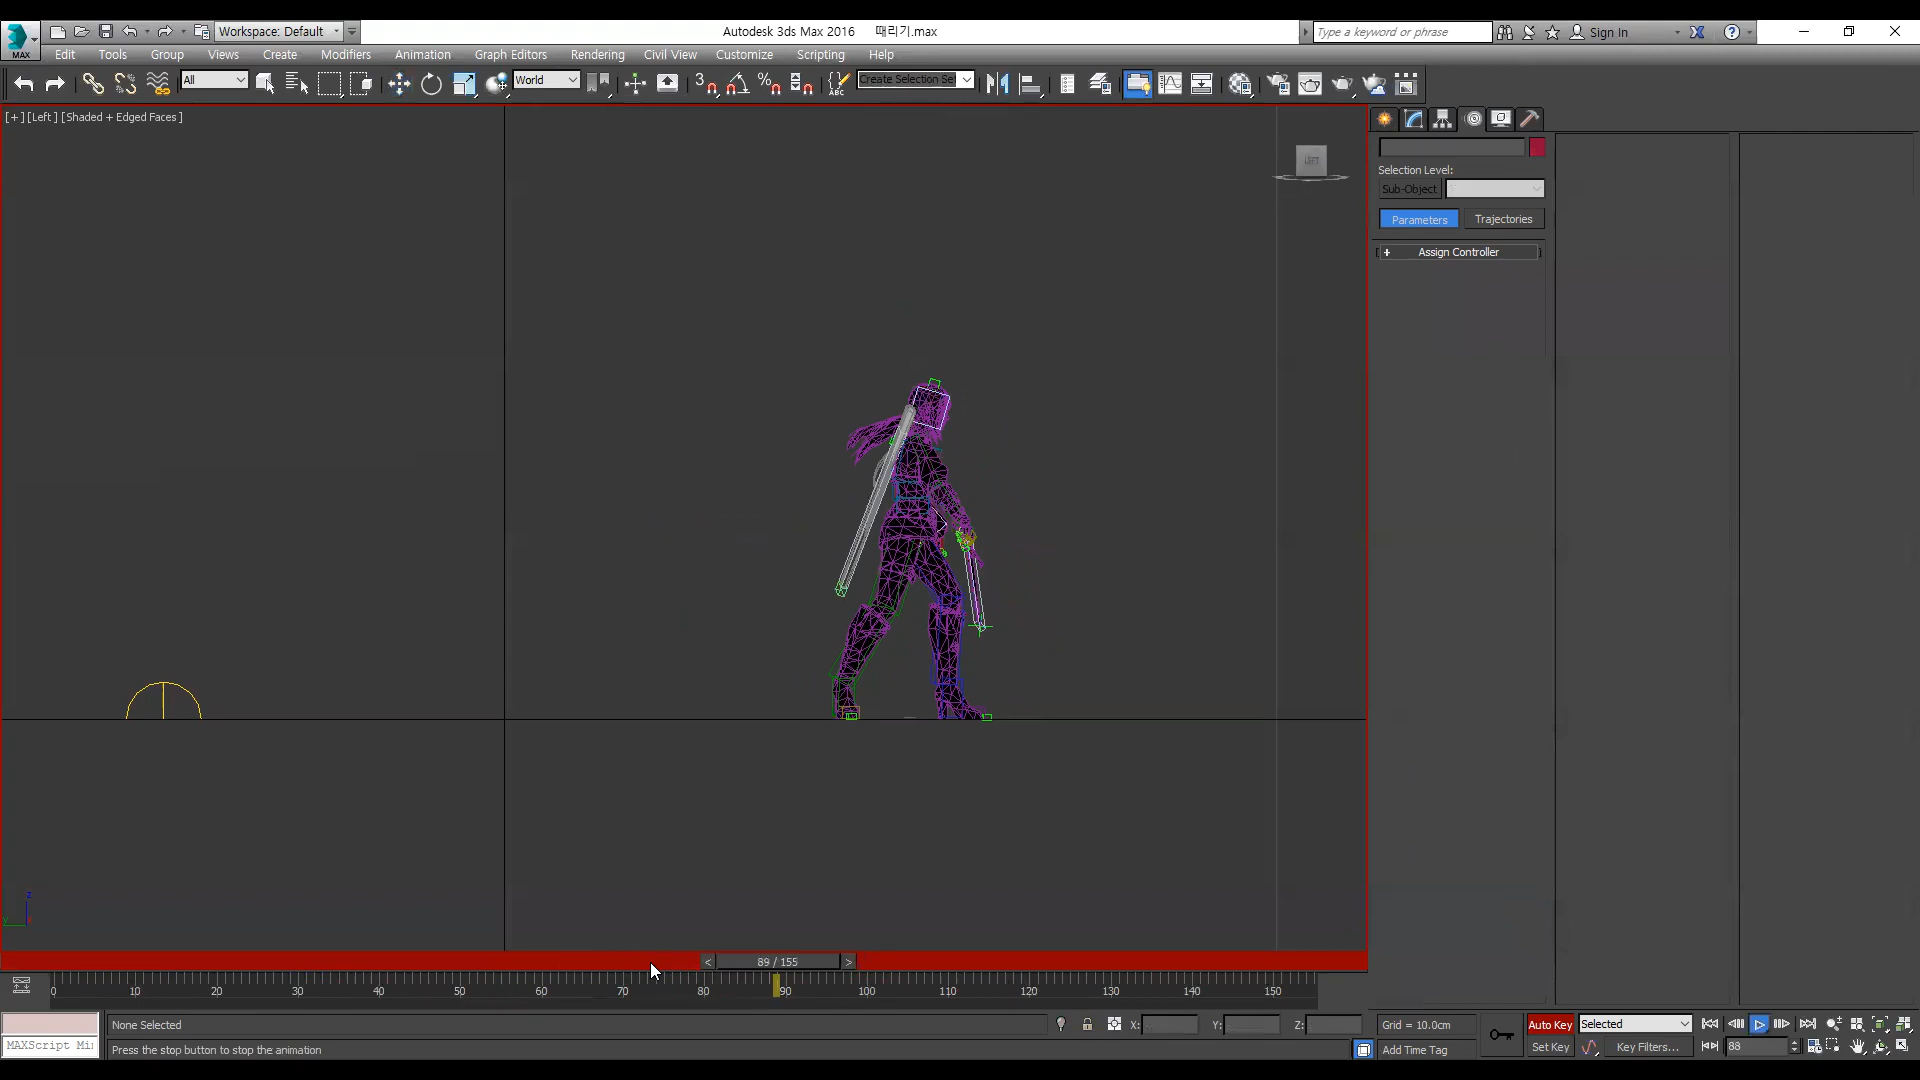 MAX
Workspace: Default
Autodesk 3ds Max 2016 때리기.max
Type a keyword or phrase
Sign In
Edit Tools Group Views Create Modifiers Animation Graph Editors Rendering Civil View Customize Scripting Help
All
World
3
ABC
Create Selection Se
[+] [Left ] [Shaded + Edged Faces ]
LEFT
Selection Level:
Sub-Object
Parameters Trajectories
+ Assign Controller
z
y x
< 89 / 155 >
0 10 20 30 40 50 60 70 80 90 100 110 120 130 140 150
None Selected
X: Y: Z:
Grid = 10.0cm
Auto Key Selected
MAXScript Mi
Press the stop button to stop the animation
Add Time Tag
Set Key Key Filters...
88